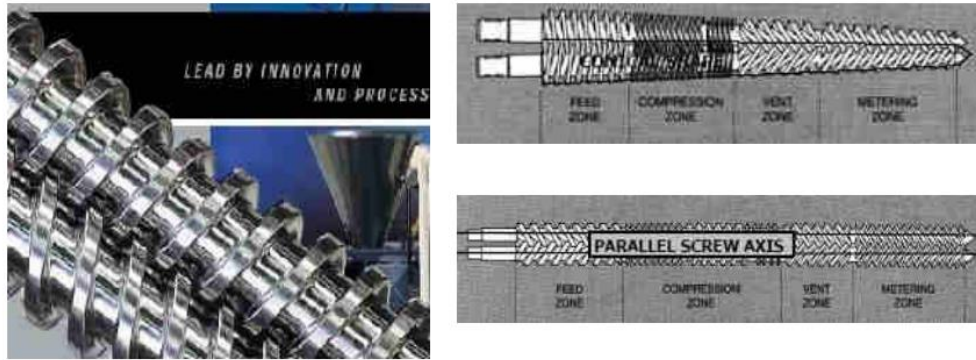 LEAD BY INNOVATION
AND PROCESS
FEED
ZONE
COMPRESSION
ZONE
VENT
ZONE
METERING
ZONE
PARALLEL SCREW AXIS
FEED
ZONE
COMPRESSION
ZONE
VENT
ZONE
METERING
ZONE